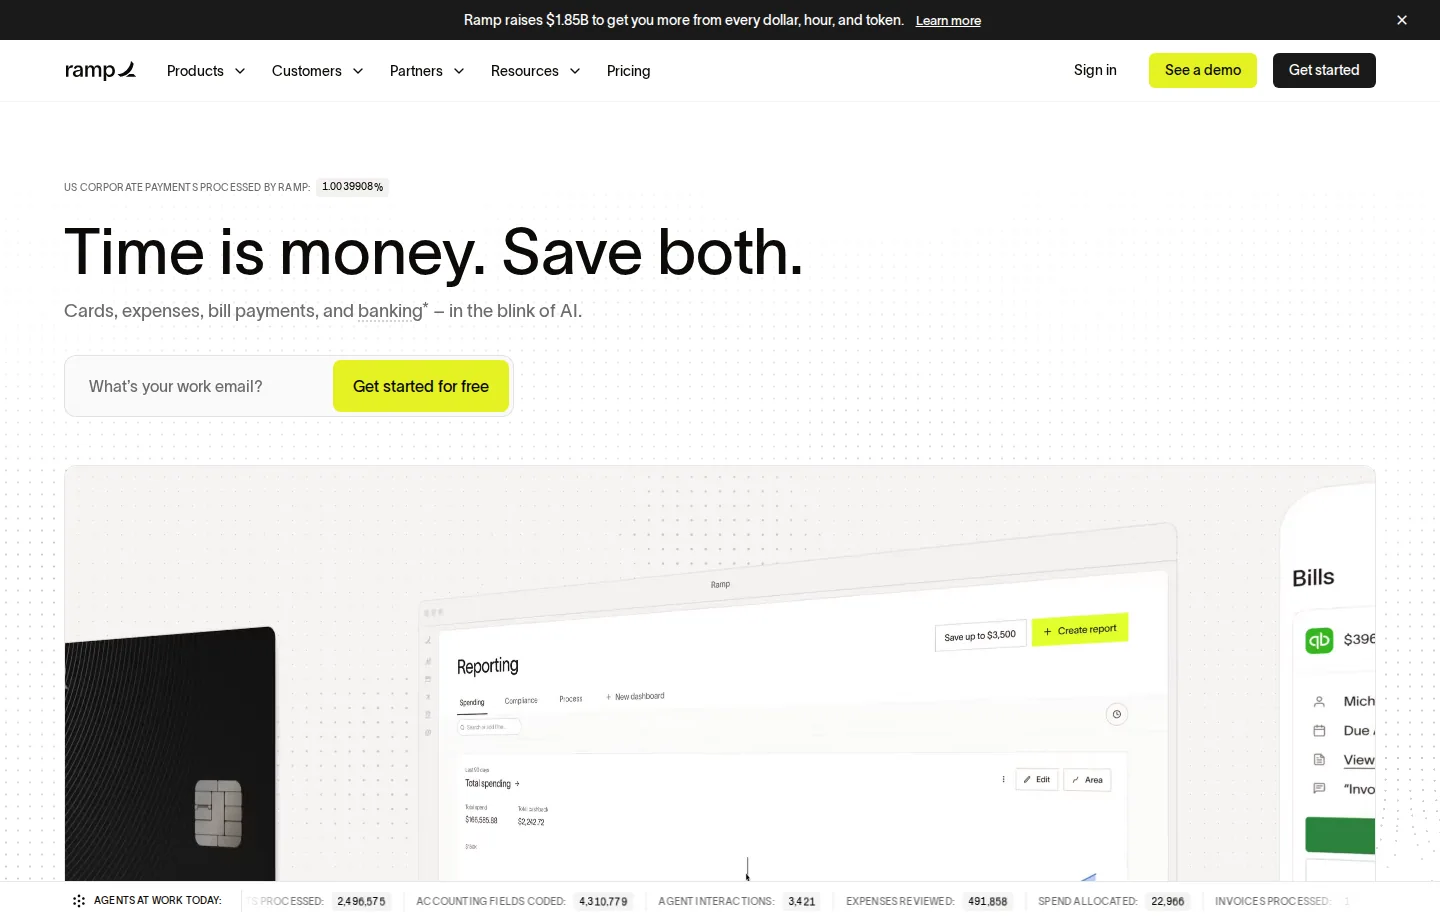 Ramp raises $1.85B to get you more from every dollar, hour, and token. Learn more
ramp Products Customers Partners Resources Pricing Sign in See a demo Get started
US CORPORATE PAYMENTS PROCESSED BY RAMP: 1.0039908%
Time is money. Save both.
Cards, expenses, bill payments, and banking* – in the blink of AI.
What's your work email? Get started for free
Ramp
Reporting
Save up to $3,500 + Create report
Spending Compliance Process + New dashboard
Total spending →
Edit Area
Total spend
$166,585.88 $2,242.72
Bills
qb $396
Mich
Due
View
"Invo
AGENTS AT WORK TODAY: S PROCESSED: 2,496,575 ACCOUNTING FIELDS CODED: 4,310,779 AGENT INTERACTIONS: 3,421 EXPENSES REVIEWED: 491,858 SPEND ALLOCATED: 22,966 INVOICES PROCESSED: